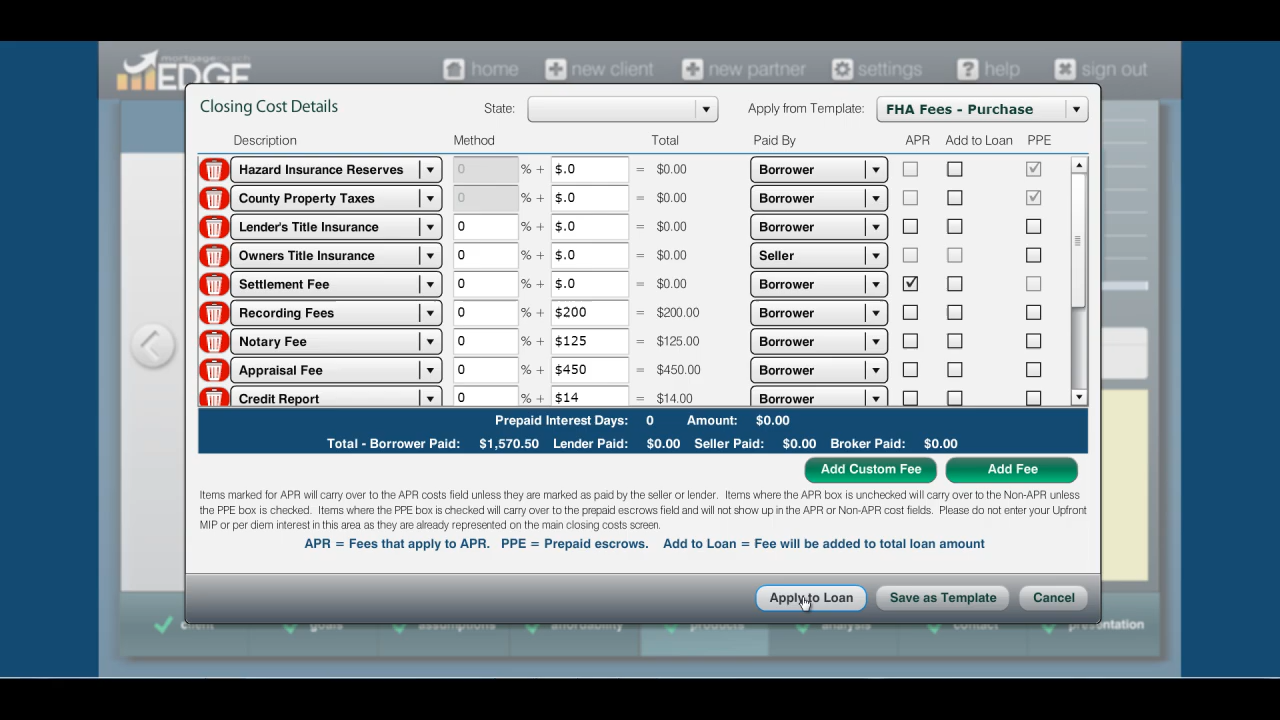 mortgage coach
EDGE
home new client new partner settings help sign out
Closing Cost Details State: Apply from Template: FHA Fees - Purchase
Description Method Total Paid By APR Add to Loan PPE
Hazard Insurance Reserves 0 % + $.0 = $0.00 Borrower
County Property Taxes 0 % + $.0 = $0.00 Borrower
Lender's Title Insurance 0 % + $.0 = $0.00 Borrower
Owners Title Insurance 0 % + $.0 = $0.00 Seller
Settlement Fee 0 % + $.0 = $0.00 Borrower
Recording Fees 0 % + $200 = $200.00 Borrower
Notary Fee 0 % + $125 = $125.00 Borrower
Appraisal Fee 0 % + $450 = $450.00 Borrower
Credit Report 0 % + $14 = $14.00 Borrower
Prepaid Interest Days: 0 Amount: $0.00
Total - Borrower Paid: $1,570.50 Lender Paid: $0.00 Seller Paid: $0.00 Broker Paid: $0.00
Add Custom Fee Add Fee
Items marked for APR will carry over to the APR costs field unless they are marked as paid by the seller or lender. Items where the APR box is unchecked will carry over to the Non-APR unless
the PPE box is checked. Items where the PPE box is checked will carry over to the prepaid escrows field and will not show up in the APR or Non-APR cost fields. Please do not enter your Upfront
MIP or per diem interest in this area as they are already represented on the main closing costs screen.
APR = Fees that apply to APR. PPE = Prepaid escrows. Add to Loan = Fee will be added to total loan amount
Apply to Loan Save as Template Cancel
client goals assumptions affordability products analysis contact presentation